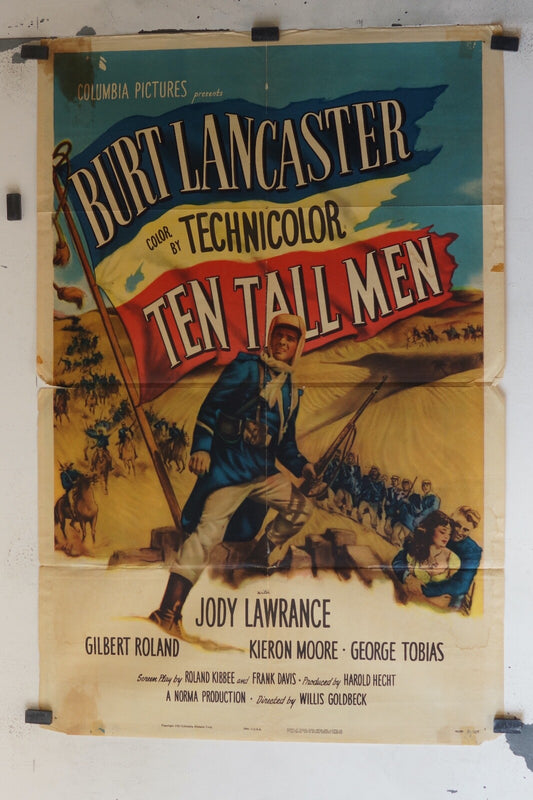 COLUMBIA PICTURES presents
BURT LANCASTER
COLOR BY TECHNICOLOR
TEN TALL MEN
with
JODY LAWRANCE
GILBERT ROLAND KIERON MOORE · GEORGE TOBIAS
Screen Play by ROLAND KIBBEE and FRANK DAVIS · Produced by HAROLD HECHT
A NORMA PRODUCTION · Directed by WILLIS GOLDBECK